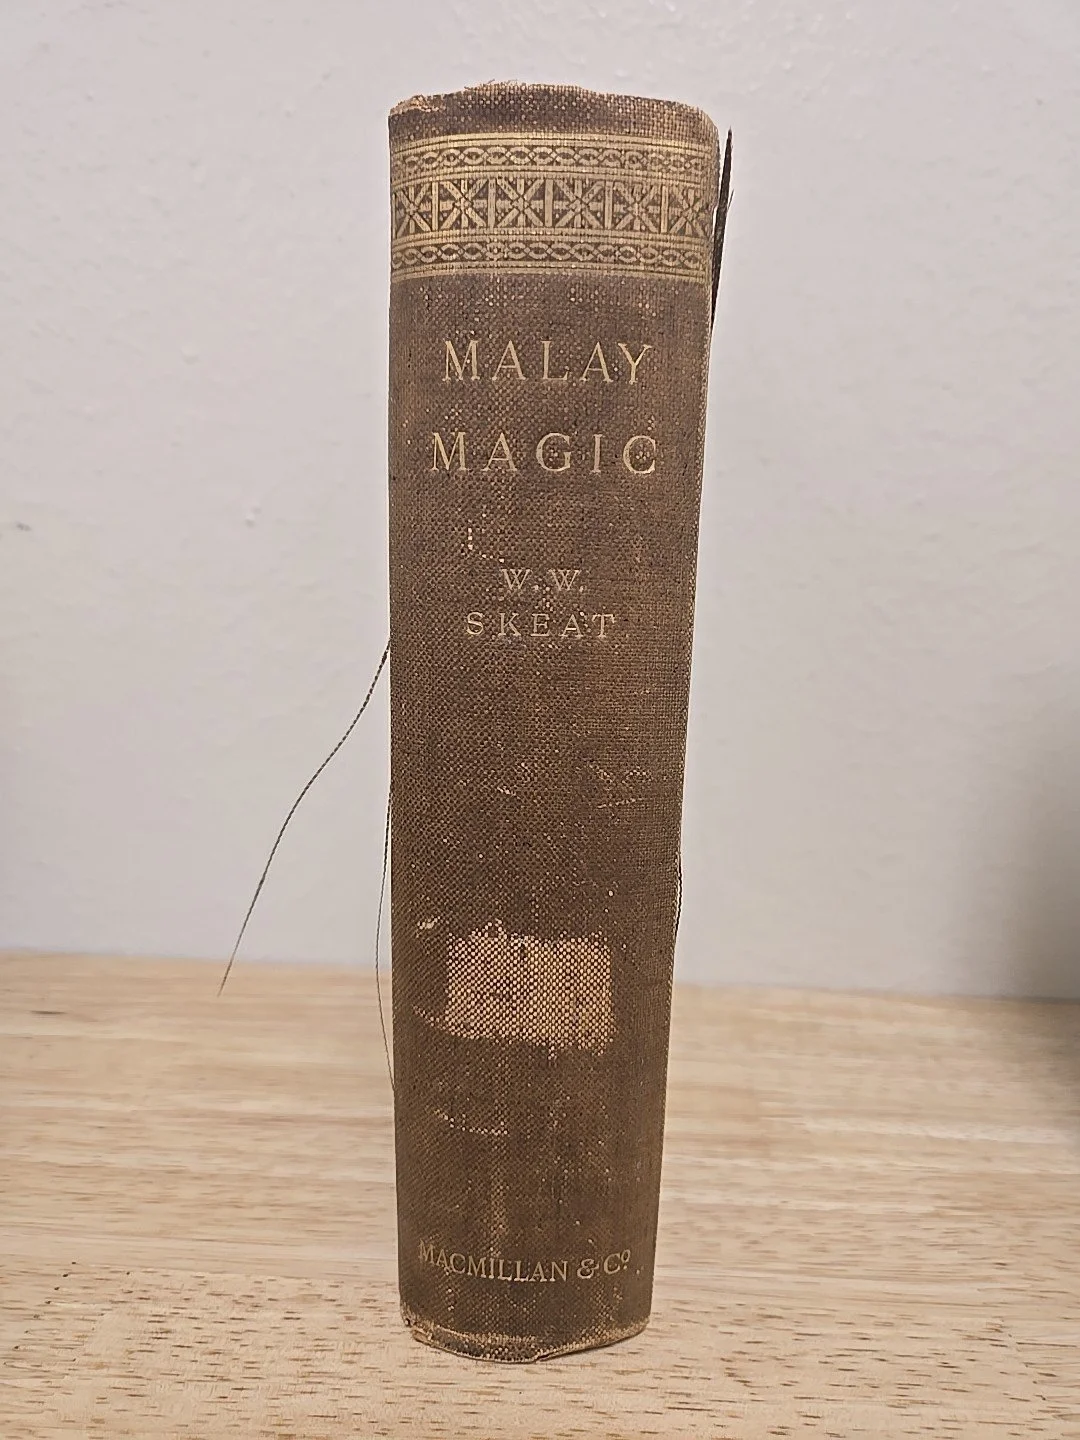 MALAY
MAGIC
W. W.
SKEAT
MACMILLAN & Cº